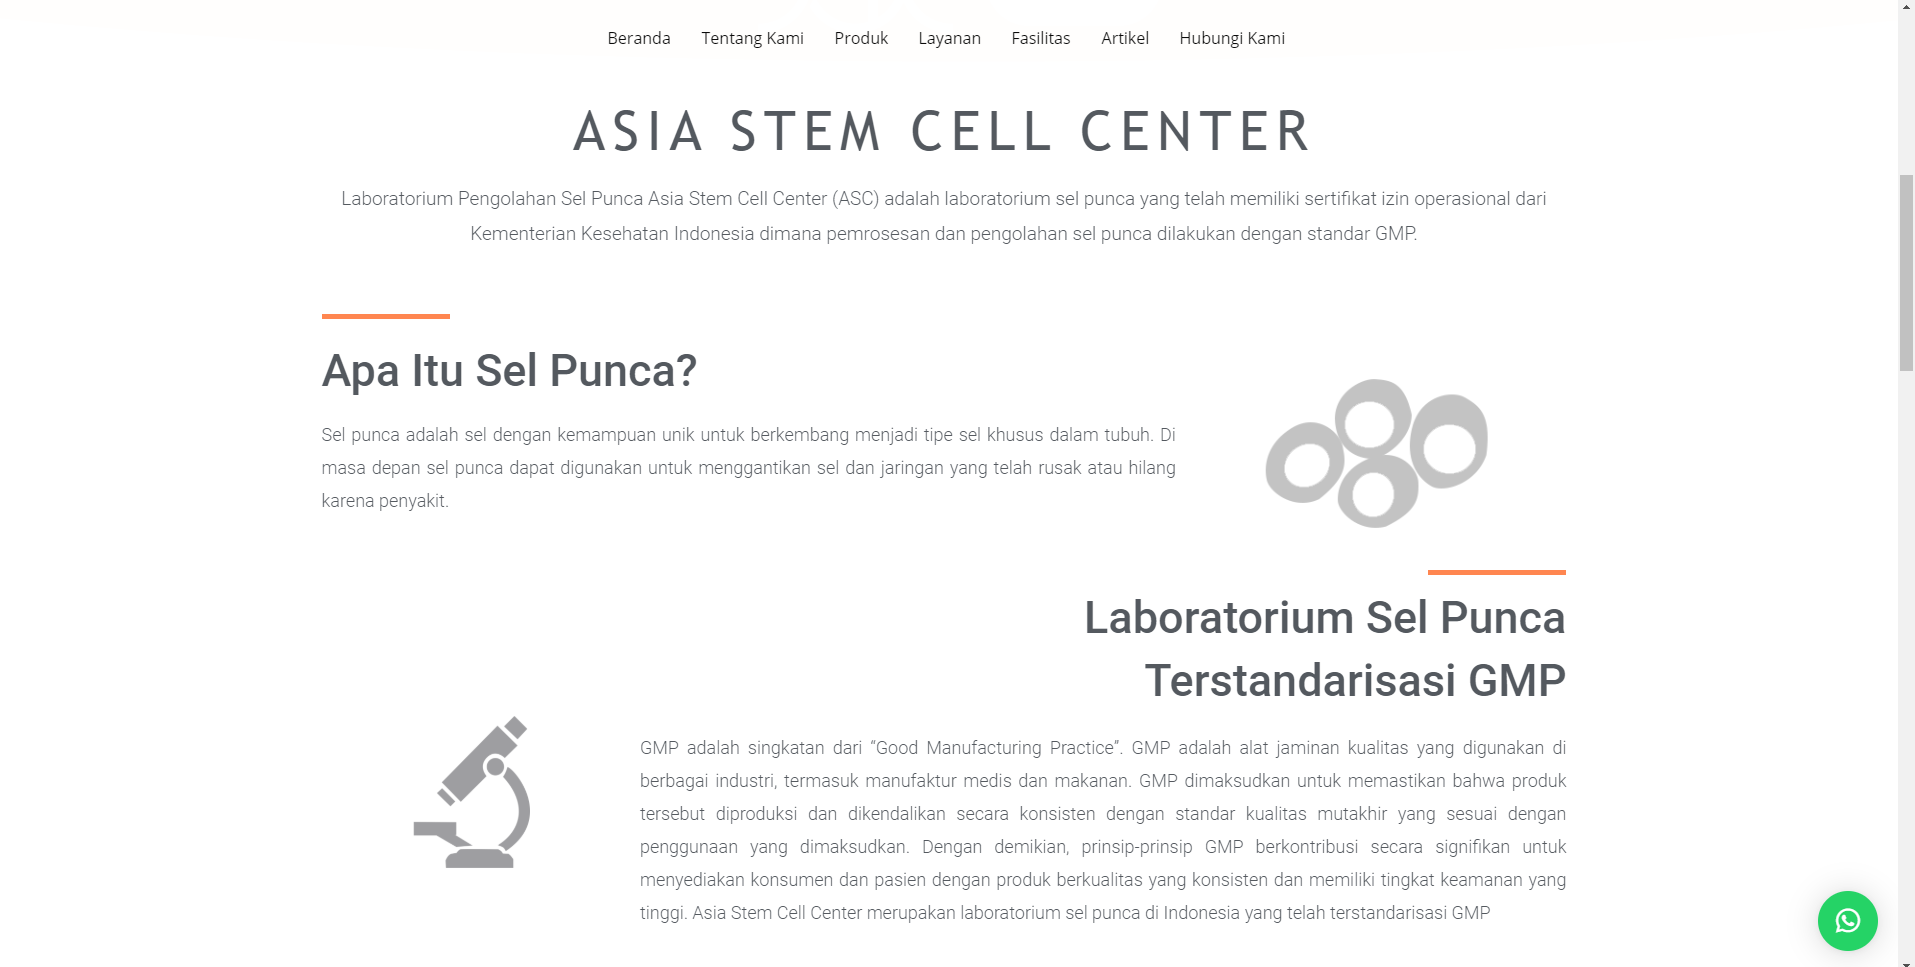 Beranda Tentang Kami Produk Layanan Fasilitas Artikel Hubungi Kami
ASIA STEM CELL CENTER
Laboratorium Pengolahan Sel Punca Asia Stem Cell Center (ASC) adalah laboratorium sel punca yang telah memiliki sertifikat izin operasional dari
Kementerian Kesehatan Indonesia dimana pemrosesan dan pengolahan sel punca dilakukan dengan standar GMP.
Apa Itu Sel Punca?
Sel punca adalah sel dengan kemampuan unik untuk berkembang menjadi tipe sel khusus dalam tubuh. Di
masa depan sel punca dapat digunakan untuk menggantikan sel dan jaringan yang telah rusak atau hilang
karena penyakit.
Laboratorium Sel Punca
Terstandarisasi GMP
GMP adalah singkatan dari “Good Manufacturing Practice”. GMP adalah alat jaminan kualitas yang digunakan di
berbagai industri, termasuk manufaktur medis dan makanan. GMP dimaksudkan untuk memastikan bahwa produk
tersebut diproduksi dan dikendalikan secara konsisten dengan standar kualitas mutakhir yang sesuai dengan
penggunaan yang dimaksudkan. Dengan demikian, prinsip-prinsip GMP berkontribusi secara signifikan untuk
menyediakan konsumen dan pasien dengan produk berkualitas yang konsisten dan memiliki tingkat keamanan yang
tinggi. Asia Stem Cell Center merupakan laboratorium sel punca di Indonesia yang telah terstandarisasi GMP